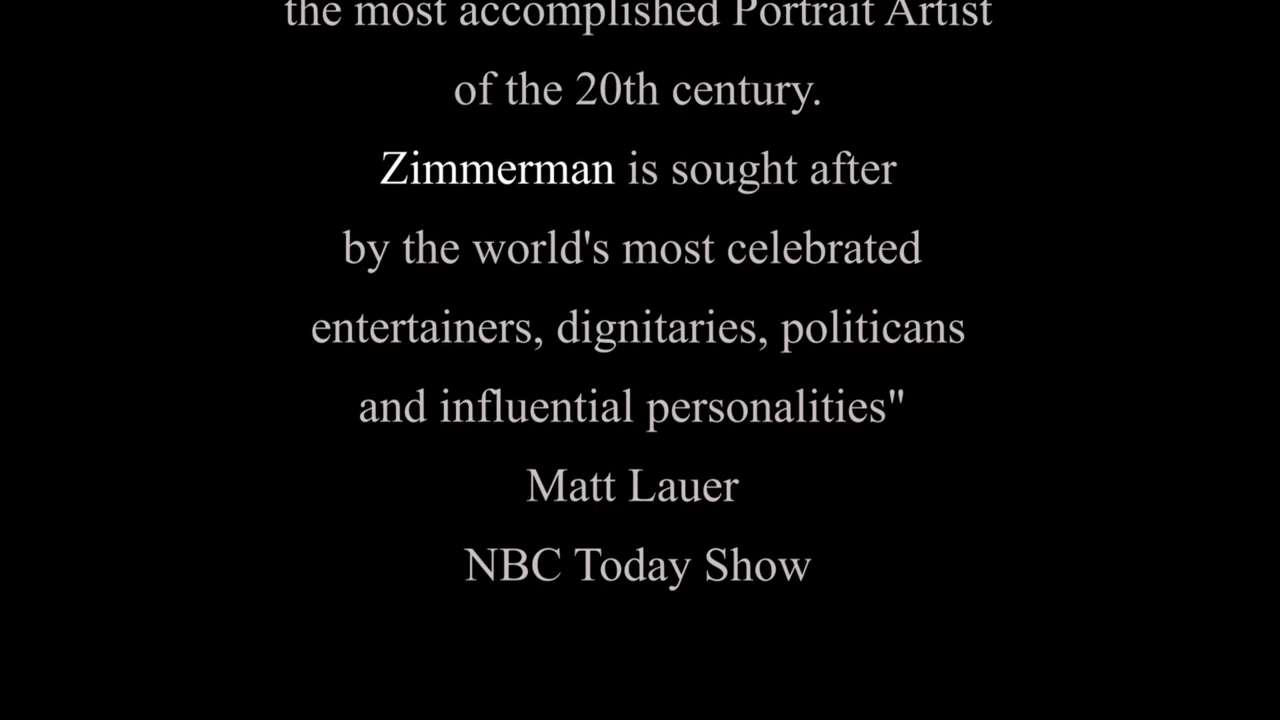 the most accomplished Portrait Artist
of the 20th century.
Zimmerman is sought after
by the world's most celebrated
entertainers, dignitaries, politicans
and influential personalities"
Matt Lauer
NBC Today Show